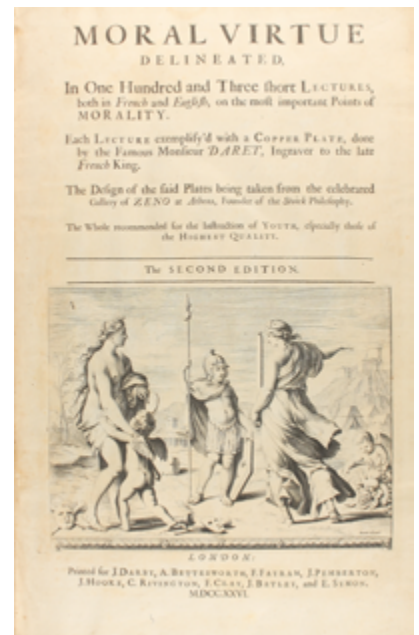 MORAL VIRTUE
DELINEATED,
In One Hundred and Three ſhort LECTURES,
both in French and Engliſh, on the moſt important Points of
MORALITY.
Each LECTURE exemplify'd with a COPPER PLATE, done
by the Famous Monſieur DARET, Ingraver to the late
French King.
The Deſign of the ſaid Plates being taken from the celebrated
Gallery of ZENO at Athens, Founder of the Stoick Philoſophy.
The Whole recommended for the Inſtruction of YOUTH, eſpecially thoſe of
the HIGHEST QUALITY.
The SECOND EDITION.
LONDON:
Printed for J. DARBY, A. BETTESWORTH, F. FAYRAM, J. PEMBERTON,
J. HOOKE, C. RIVINGTON, F. CLAY, J. BATLEY, and E. SYMON.
M.DCC.XXVI.